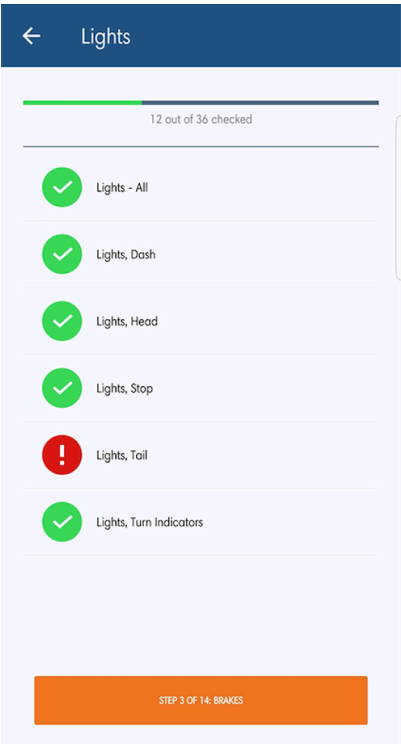 Lights
12 out of 36 checked
Lights - All
Lights, Dash
Lights, Head
Lights, Stop
Lights, Tail
Lights, Turn Indicators
STEP 3 OF 14: BRAKES